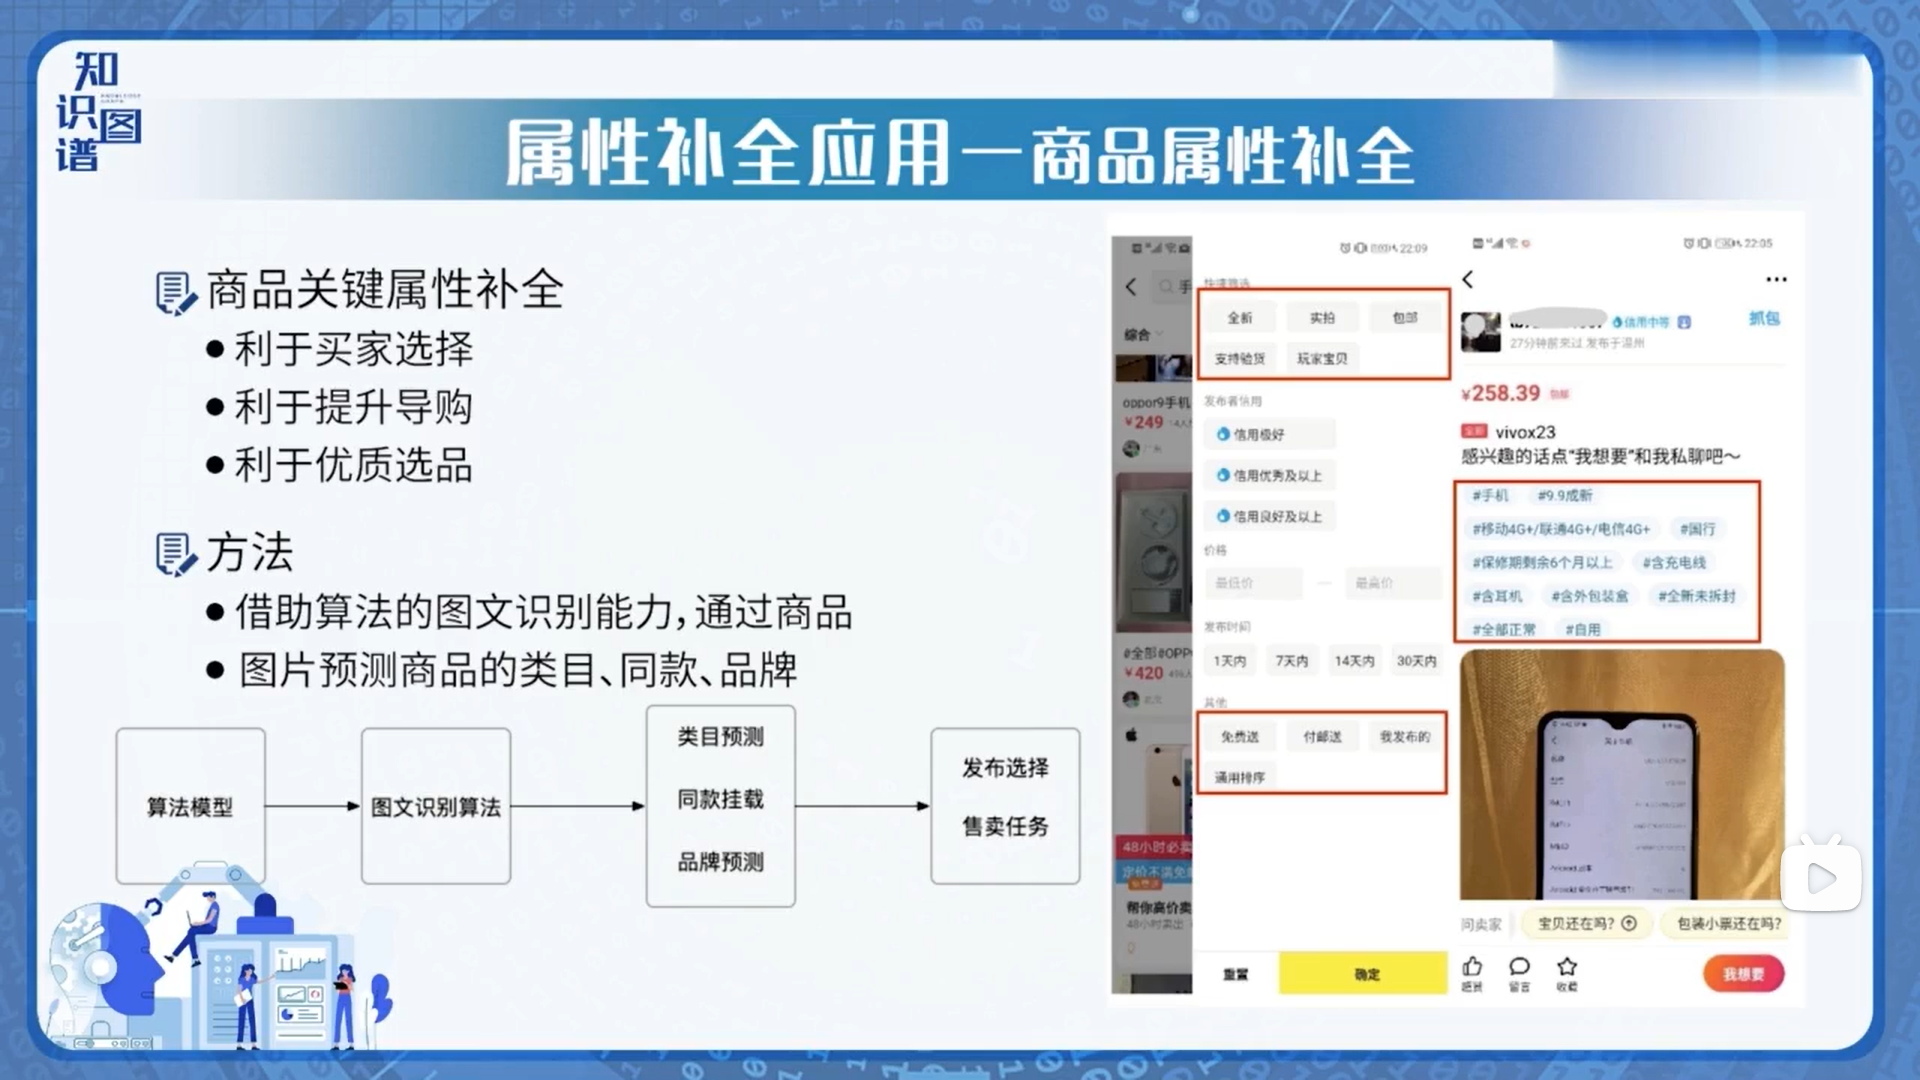 知识图谱
属性补全应用—商品属性补全
商品关键属性补全
利于买家选择
利于提升导购
利于优质选品
方法
借助算法的图文识别能力,通过商品
图片预测商品的类目、同款、品牌
算法模型
图文识别算法
类目预测
同款挂载
品牌预测
发布选择
售卖任务
综合
oppor9手机
¥249
¥420
48小时必卖
帮你高价卖
48小时卖出
22:09
快速筛选
全新 实拍 包邮
支持验货 玩家宝贝
发布者信用
信用极好
信用优秀及以上
信用良好及以上
价格
最低价 — 最高价
发布时间
1天内 7天内 14天内 30天内
其他
免费送 付邮送 我发布的
通用排序
重置 确定
22:05
信用中等
抓包
27分钟前来过 发布于温州
¥258.39 包邮
全新 vivox23
感兴趣的话点“我想要”和我私聊吧～
#手机 #9.9成新
#移动4G+/联通4G+/电信4G+ #国行
#保修期剩余6个月以上 #含充电线
#含耳机 #含外包装盒 #全新未拆封
#全部正常 #自用
问卖家 宝贝还在吗? 包装小票还在吗?
超赞 留言 收藏 我想要